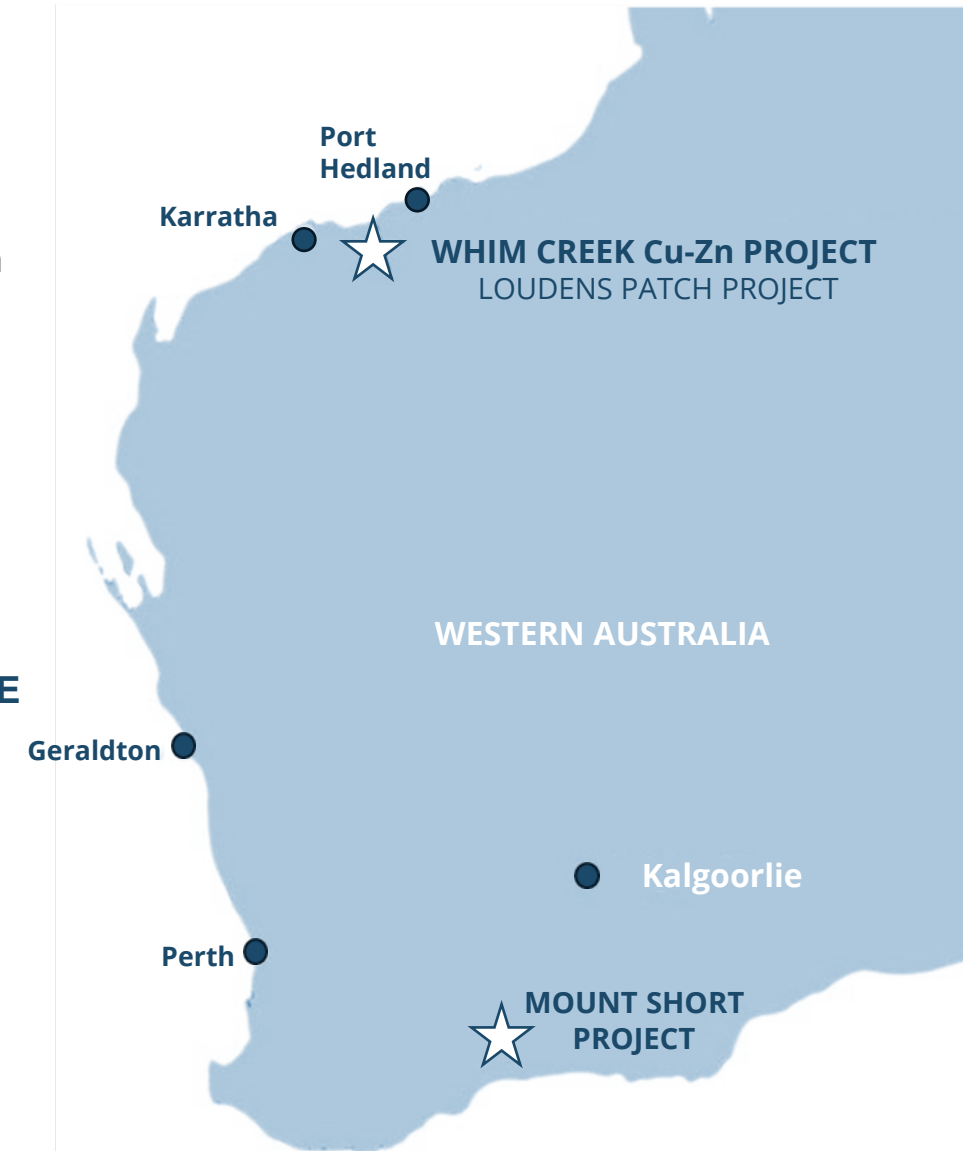 Port
Hedland
Karratha
WHIM CREEK Cu-Zn PROJECT
LOUDENS PATCH PROJECT
WESTERN AUSTRALIA
E
Geraldton
Kalgoorlie
Perth
MOUNT SHORT
PROJECT